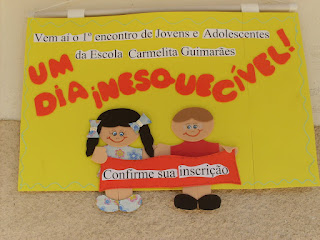 Vem aí o 1º encontro de Jovens e Adolescentes
da Escola Carmelita Guimarães
UM
DIA INESQUECÍVEL!
Confirme sua inscrição